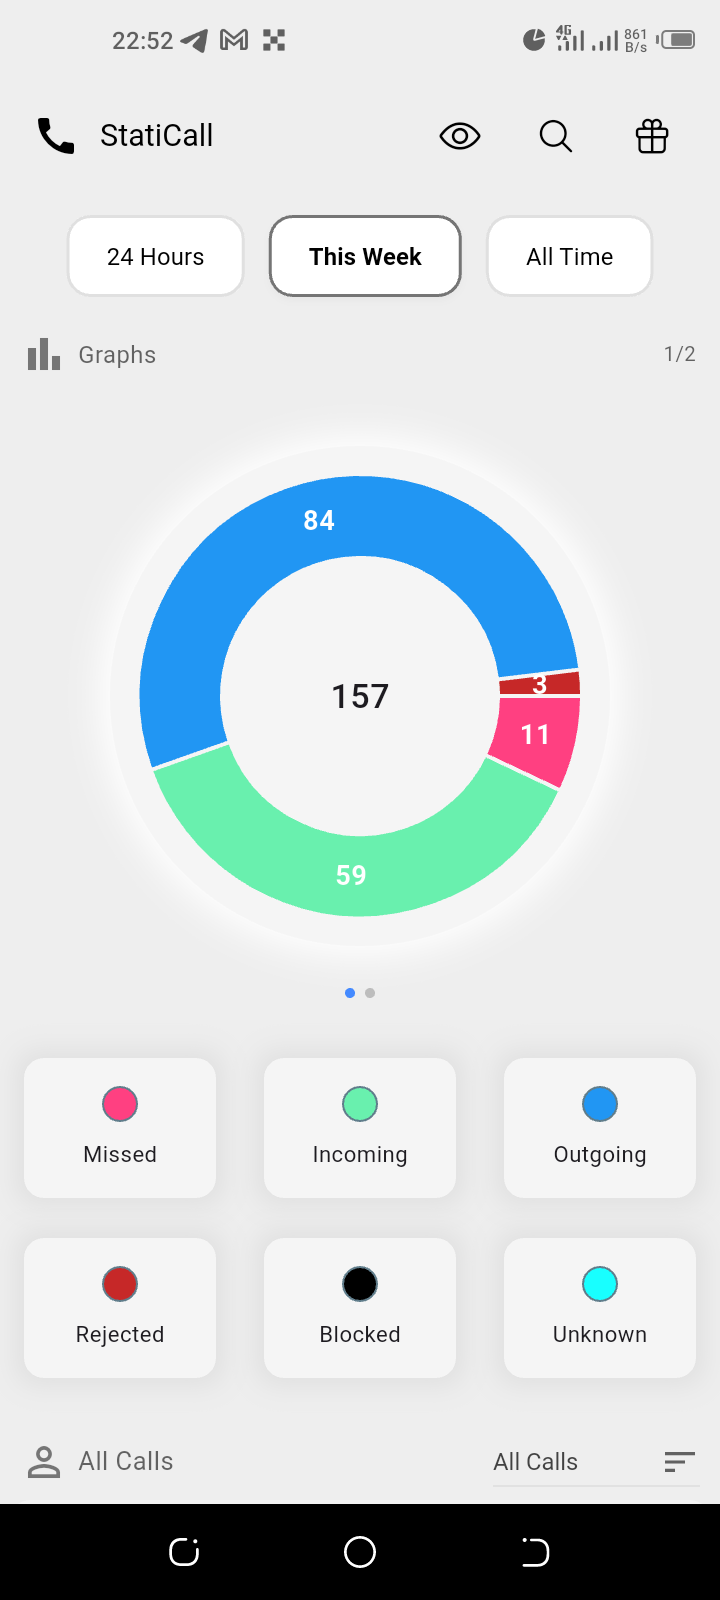 22:52
4G
861
B/s
StatiCall
24 Hours
This Week
All Time
Graphs
1/2
84
3
157
11
59
Missed
Incoming
Outgoing
Rejected
Blocked
Unknown
All Calls
All Calls